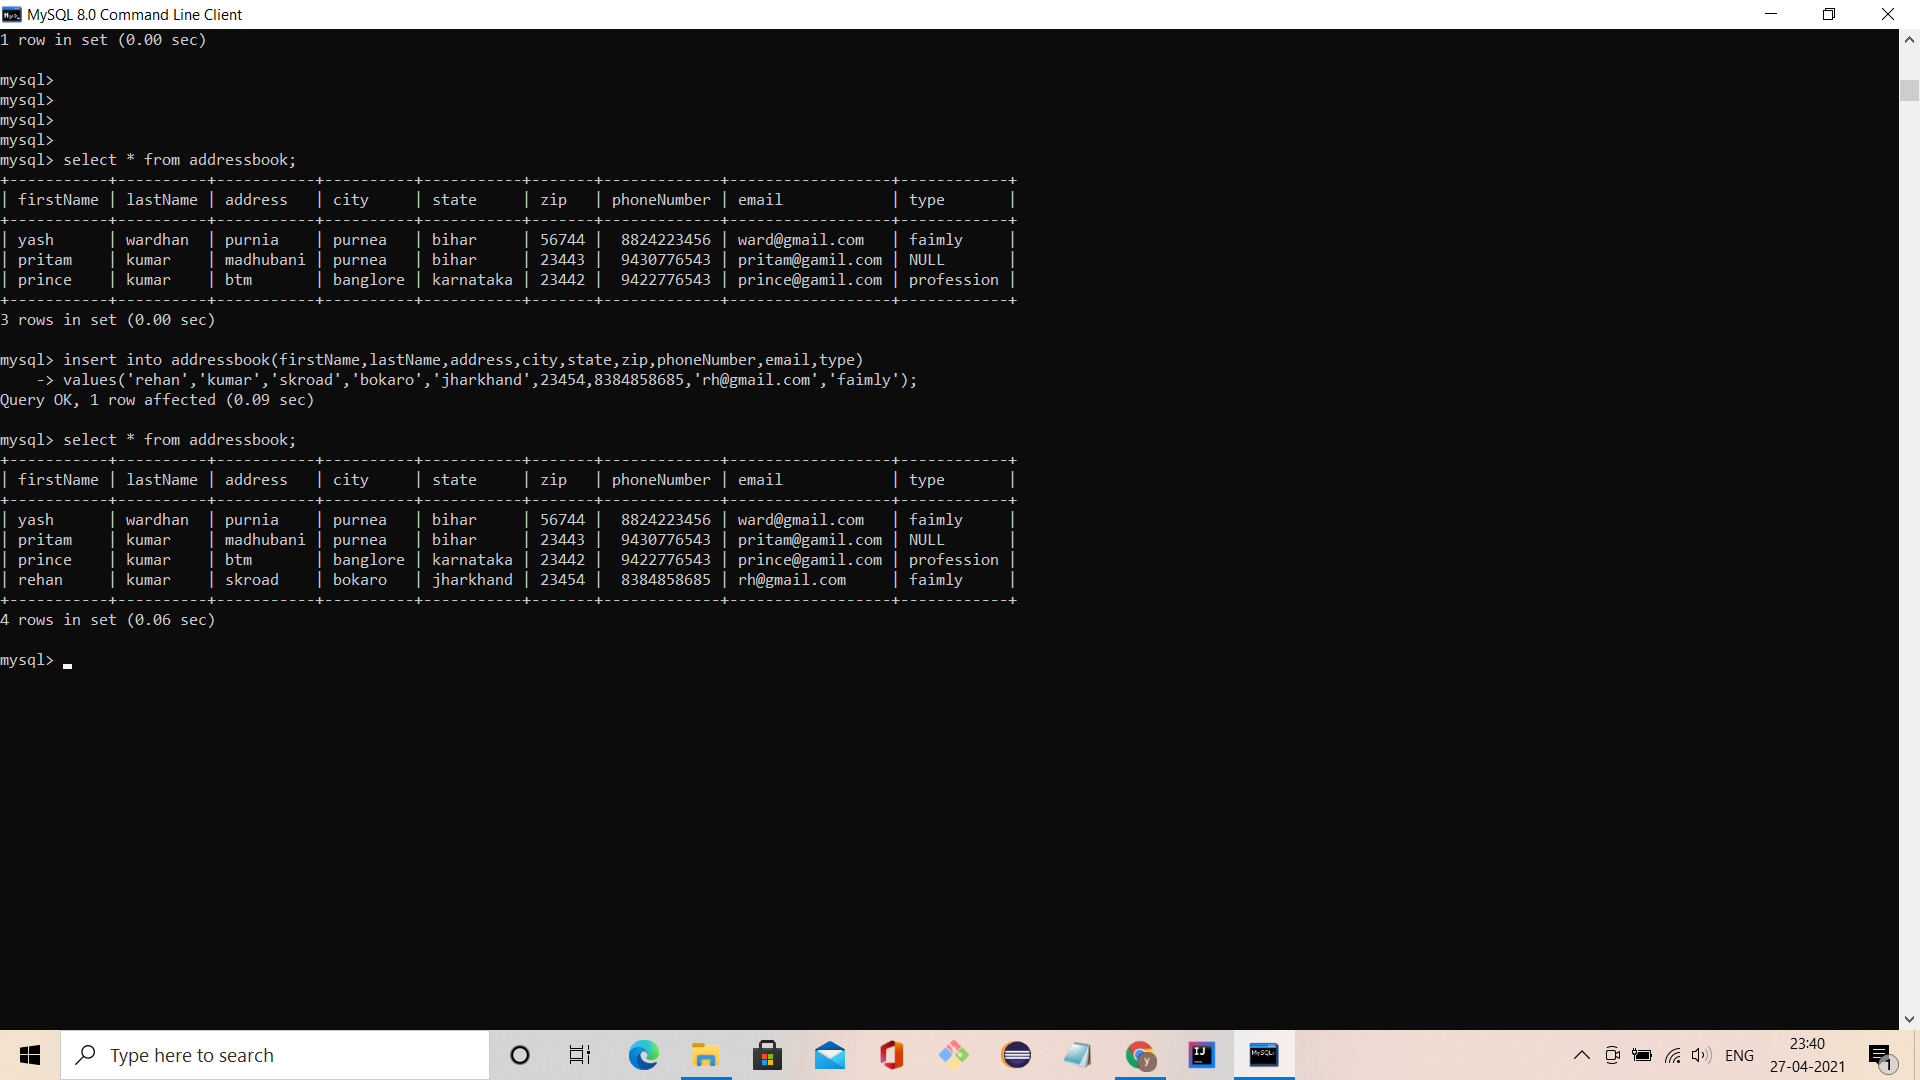 MySQL 8.0 Command Line Client
1 row in set (0.00 sec)
mysql>
mysql>
mysql>
mysql>
mysql> select * from addressbook;
+-----------+----------+-----------+----------+-----------+-------+-------------+------------------+------------+
| firstName | lastName | address   | city     | state     | zip   | phoneNumber | email            | type       |
+-----------+----------+-----------+----------+-----------+-------+-------------+------------------+------------+
| yash      | wardhan  | purnia    | purnea   | bihar     | 56744 |  8824223456 | ward@gmail.com   | faimly     |
| pritam    | kumar    | madhubani | purnea   | bihar     | 23443 |  9430776543 | pritam@gamil.com | NULL       |
| prince    | kumar    | btm       | banglore | karnataka | 23442 |  9422776543 | prince@gamil.com | profession |
+-----------+----------+-----------+----------+-----------+-------+-------------+------------------+------------+
3 rows in set (0.00 sec)
mysql> insert into addressbook(firstName,lastName,address,city,state,zip,phoneNumber,email,type)
    -> values('rehan','kumar','skroad','bokaro','jharkhand',23454,8384858685,'rh@gmail.com','faimly');
Query OK, 1 row affected (0.09 sec)
mysql> select * from addressbook;
+-----------+----------+-----------+----------+-----------+-------+-------------+------------------+------------+
| firstName | lastName | address   | city     | state     | zip   | phoneNumber | email            | type       |
+-----------+----------+-----------+----------+-----------+-------+-------------+------------------+------------+
| yash      | wardhan  | purnia    | purnea   | bihar     | 56744 |  8824223456 | ward@gmail.com   | faimly     |
| pritam    | kumar    | madhubani | purnea   | bihar     | 23443 |  9430776543 | pritam@gamil.com | NULL       |
| prince    | kumar    | btm       | banglore | karnataka | 23442 |  9422776543 | prince@gamil.com | profession |
| rehan     | kumar    | skroad    | bokaro   | jharkhand | 23454 |  8384858685 | rh@gmail.com     | faimly     |
+-----------+----------+-----------+----------+-----------+-------+-------------+------------------+------------+
4 rows in set (0.06 sec)
mysql>
Type here to search
ENG
23:40
27-04-2021
1